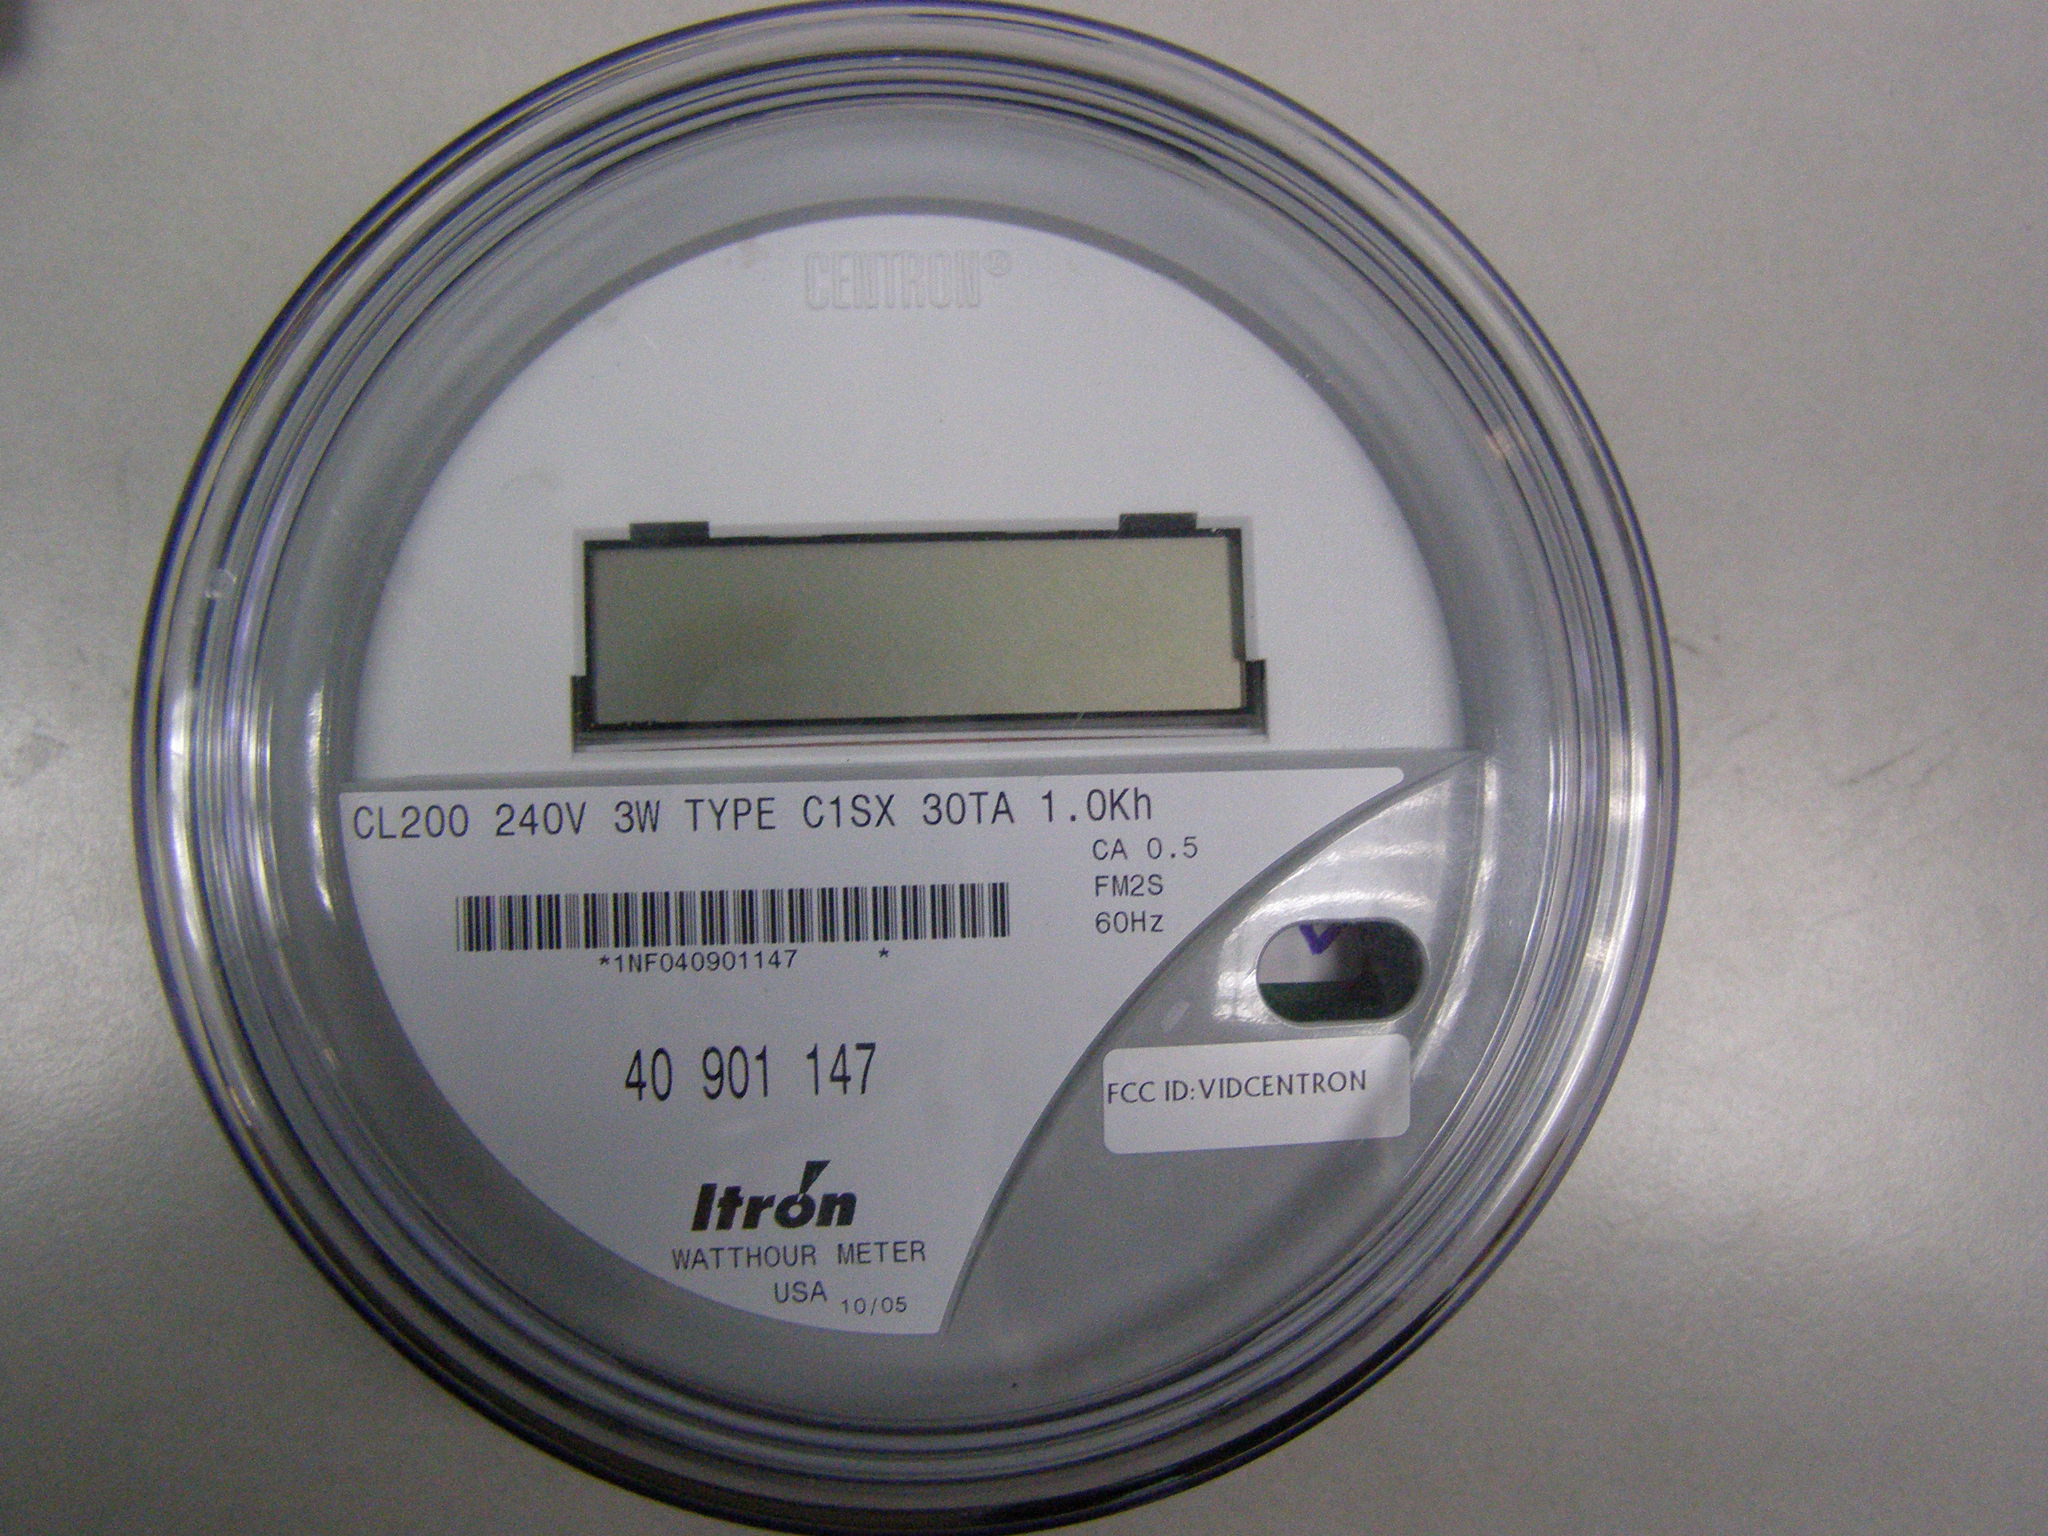 CENTRON®
CL200 240V 3W TYPE C1SX 30TA 1.0Kh
CA 0.5
FM2S
60Hz
*1NF040901147 *
40 901 147
FCC ID:VIDCENTRON
Itron
WATTHOUR METER
USA 10/05